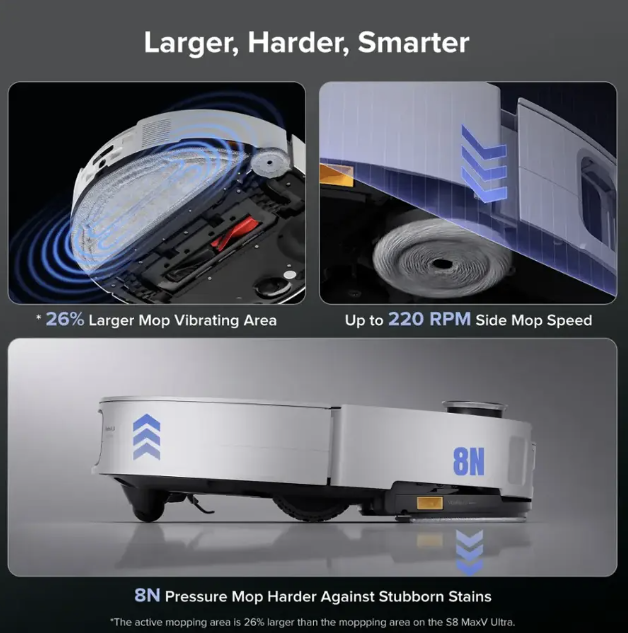 Larger, Harder, Smarter
* 26% Larger Mop Vibrating Area
Up to 220 RPM Side Mop Speed
8N
8N Pressure Mop Harder Against Stubborn Stains
*The active mopping area is 26% larger than the moppping area on the S8 MaxV Ultra.